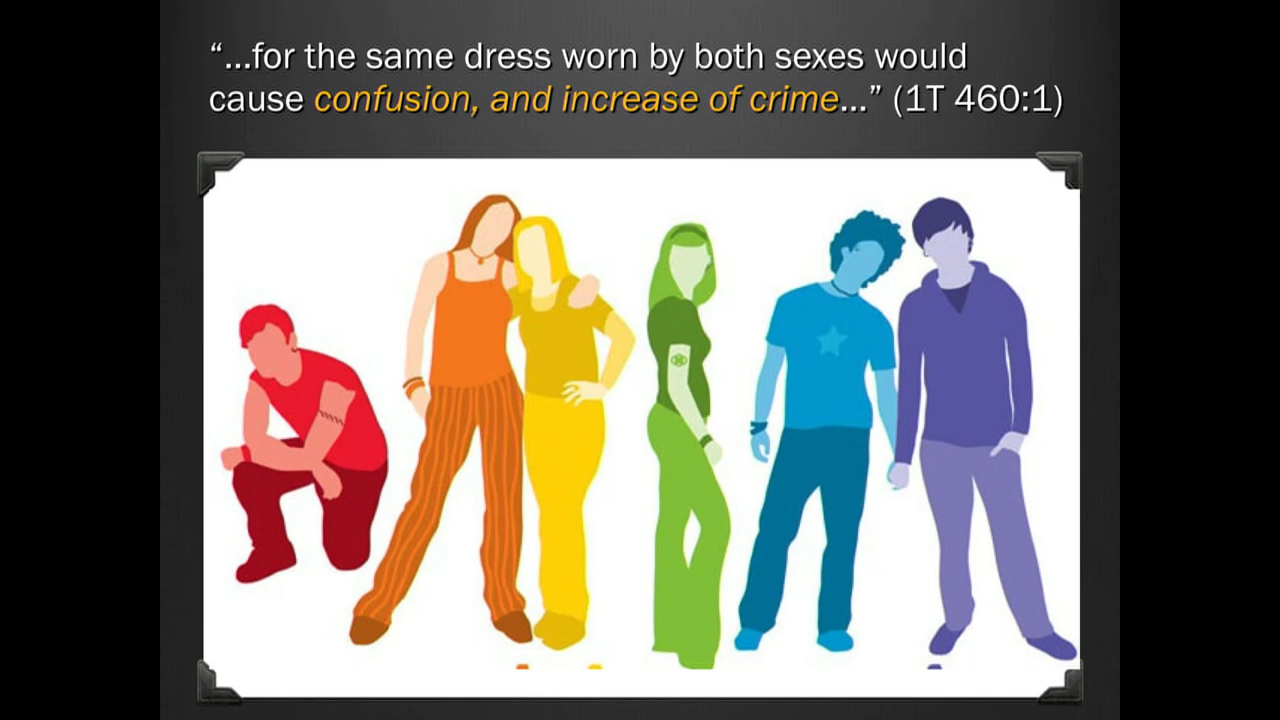 “...for the same dress worn by both sexes would
cause confusion, and increase of crime...” (1T 460:1)